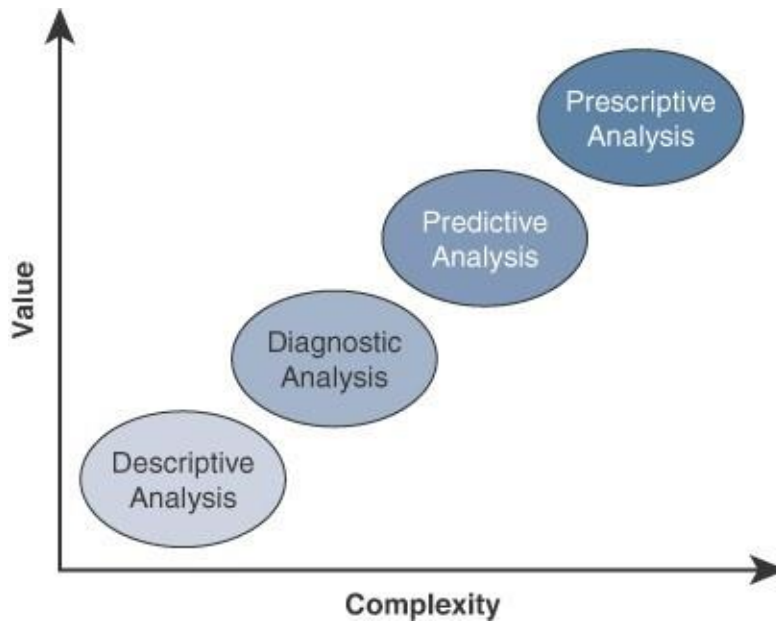 Prescriptive
Analysis
Predictive
Analysis
Diagnostic
Analysis
Descriptive
Analysis
Value
Complexity